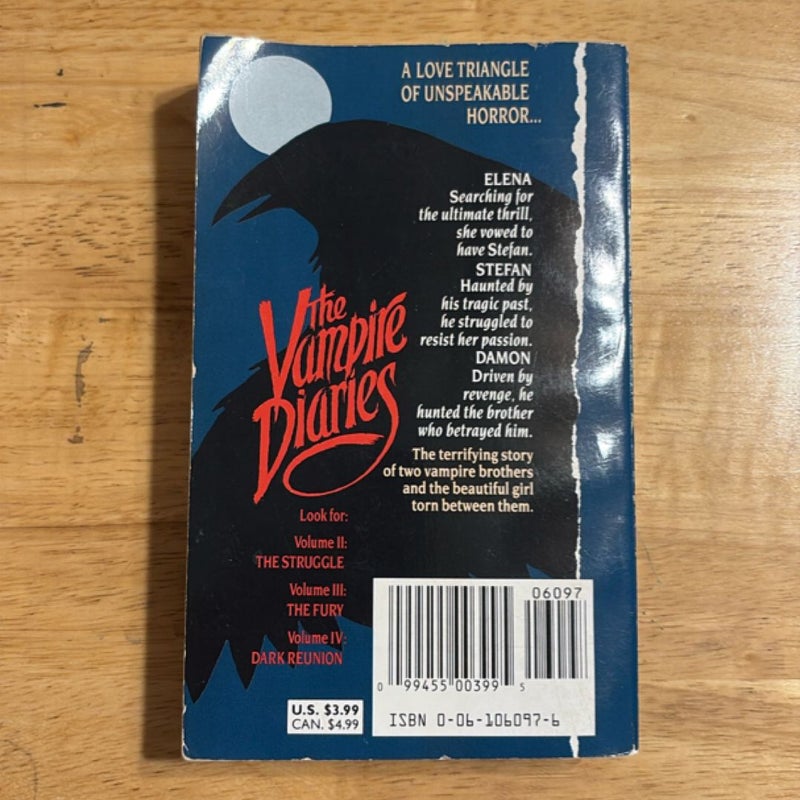 A LOVE TRIANGLE
OF UNSPEAKABLE
HORROR...
ELENA
Searching for
the ultimate thrill,
she vowed to
have Stefan.
STEFAN
Haunted by
his tragic past,
he struggled to
resist her passion.
DAMON
Driven by
revenge, he
hunted the brother
who betrayed him.
The terrifying story
of two vampire brothers
and the beautiful girl
torn between them.
The
Vampire
Diaries
Look for:
Volume II:
THE STRUGGLE
Volume III:
THE FURY
Volume IV:
DARK REUNION
U.S. $3.99
CAN. $4.99
06097
0 99455 00399 5
ISBN 0-06-106097-6